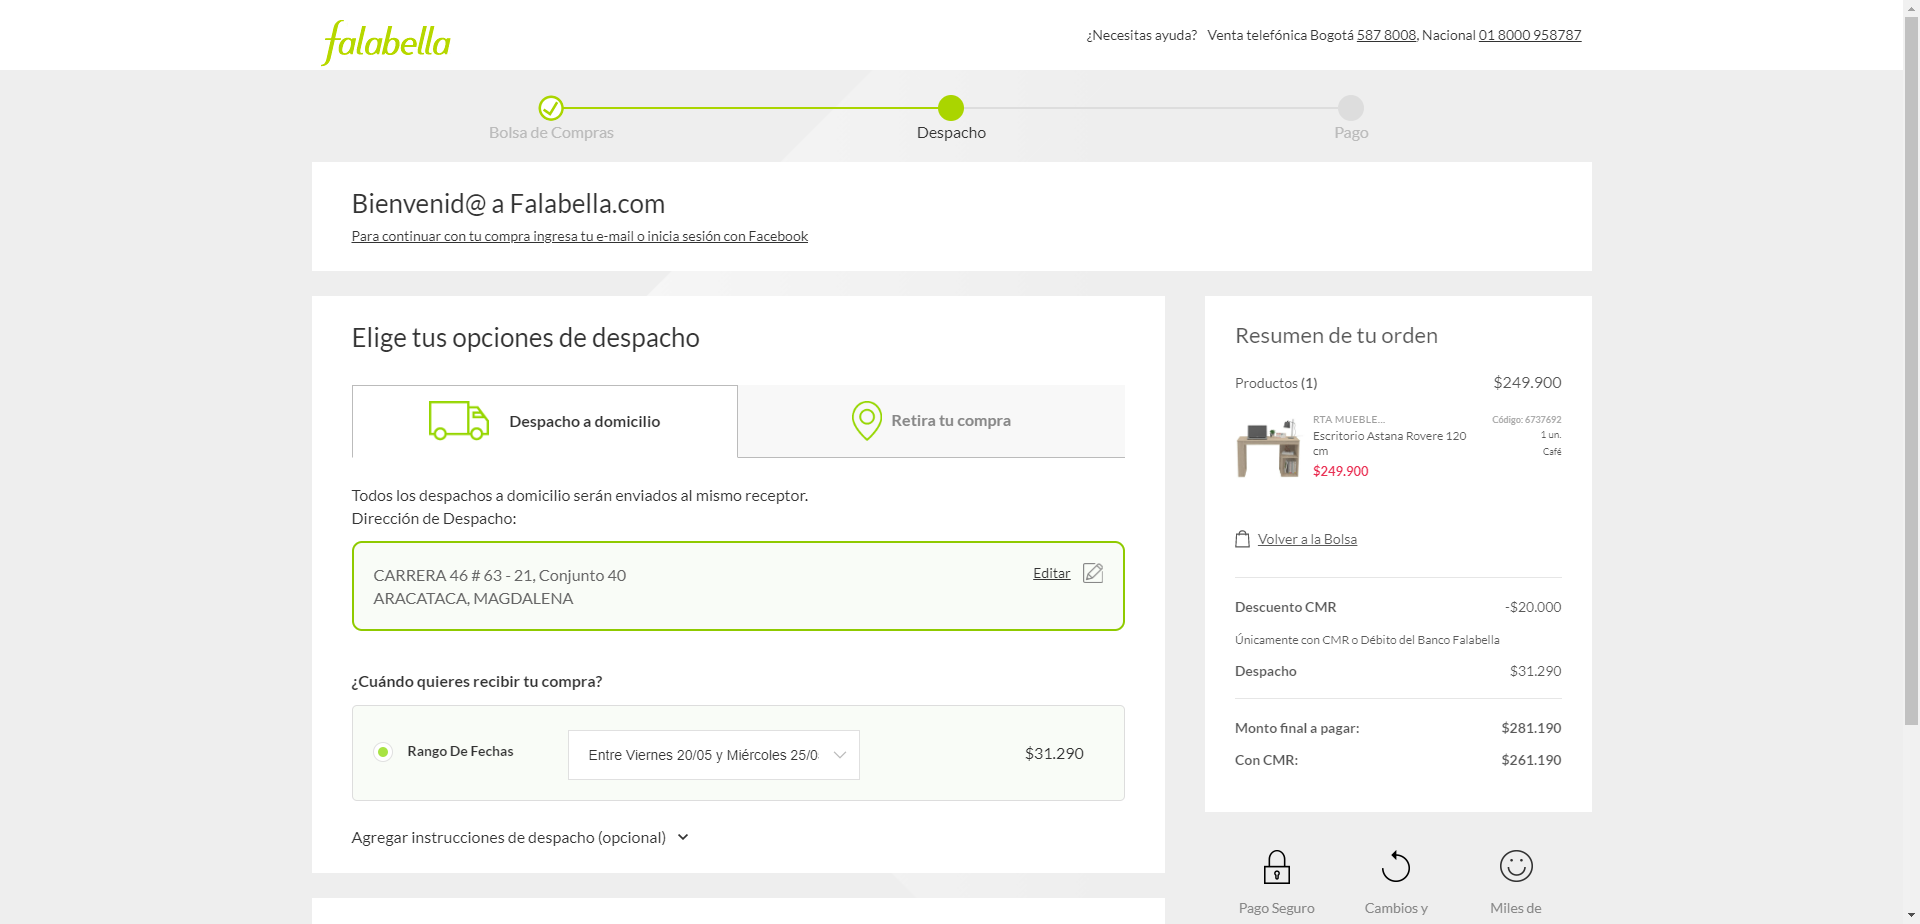 falabella
¿Necesitas ayuda? Venta telefónica Bogotá 587 8008, Nacional 01 8000 958787
Bolsa de Compras
Despacho
Pago
Bienvenid@ a Falabella.com
Para continuar con tu compra ingresa tu e-mail o inicia sesión con Facebook
Elige tus opciones de despacho
Despacho a domicilio
Retira tu compra
Todos los despachos a domicilio serán enviados al mismo receptor.
Dirección de Despacho:
CARRERA 46 # 63 - 21, Conjunto 40
ARACATACA, MAGDALENA
Editar
¿Cuándo quieres recibir tu compra?
Rango De Fechas
Entre Viernes 20/05 y Miércoles 25/0
$31.290
Agregar instrucciones de despacho (opcional)
Resumen de tu orden
Productos (1) $249.900
RTA MUEBLE...
Escritorio Astana Rovere 120
cm
$249.900
Código: 6737692
1 un.
Café
Volver a la Bolsa
Descuento CMR -$20.000
Únicamente con CMR o Débito del Banco Falabella
Despacho $31.290
Monto final a pagar: $281.190
Con CMR: $261.190
Pago Seguro
Cambios y
Miles de